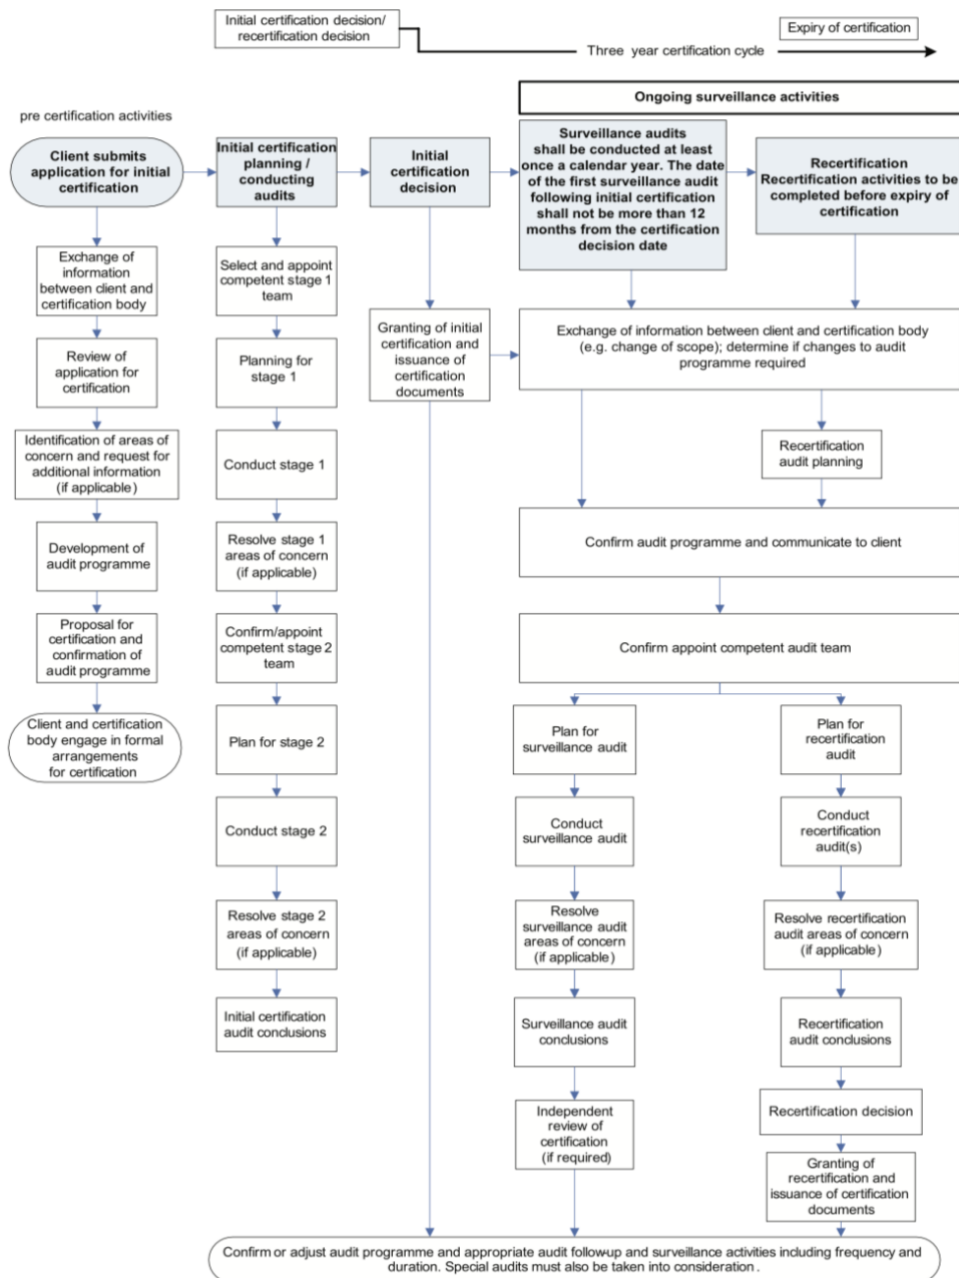 Initial certification decision/
recertification decision
Expiry of certification
Three year certification cycle
Ongoing surveillance activities
pre certification activities
Client submits
application for initial
certification
Initial certification
planning /
conducting
audits
Initial
certification
decision
Surveillance audits
shall be conducted at least
once a calendar year. The date
of the first surveillance audit
following initial certification
shall not be more than 12
months from the certification
decision date
Recertification
Recertification activities to be
completed before expiry of
certification
Exchange of
information
between client and
certification body
Review of
application for
certification
Identification of areas of
concern and request for
additional information
(if applicable)
Development of
audit programme
Proposal for
certification and
confirmation of
audit programme
Client and certification
body engage in formal
arrangements
for certification
Select and appoint
competent stage 1
team
Planning for
stage 1
Conduct stage 1
Resolve stage 1
areas of concern
(if applicable)
Confirm/appoint
competent stage 2
team
Plan for stage 2
Conduct stage 2
Resolve stage 2
areas of concern
(if applicable)
Initial certification
audit conclusions
Granting of initial
certification and
issuance of
certification
documents
Exchange of information between client and certification body
(e.g. change of scope); determine if changes to audit
programme required
Recertification
audit planning
Confirm audit programme and communicate to client
Confirm appoint competent audit team
Plan for
surveillance audit
Conduct
surveillance audit
Resolve
surveillance audit
areas of concern
(if applicable)
Surveillance audit
conclusions
Independent
review of
certification
(if required)
Plan for
recertification
audit
Conduct
recertification
audit(s)
Resolve recertification
audit areas of concern
(if applicable)
Recertification
audit conclusions
Recertification decision
Granting of
recertification and
issuance of certification
documents
Confirm or adjust audit programme and appropriate audit follow-up and surveillance activities including frequency and
duration. Special audits must also be taken into consideration .